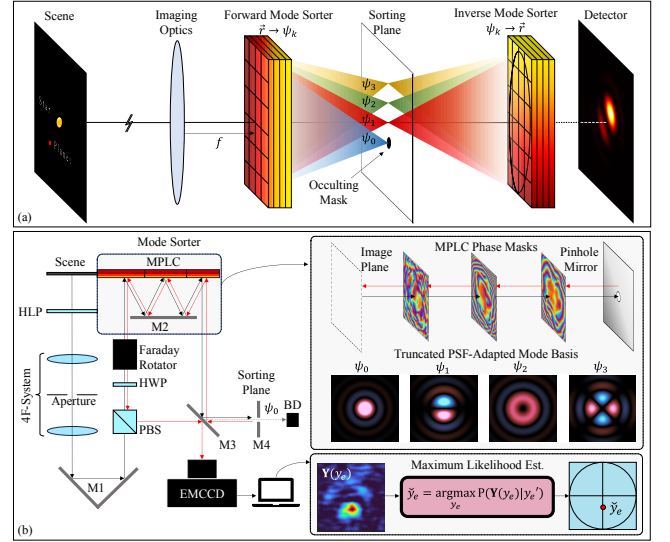 Scene
Imaging
Optics
Forward Mode Sorter
r⃗ → ψₖ
Sorting
Plane
Inverse Mode Sorter
ψₖ → r⃗
Detector
Star
Planet
f
ψ₃
ψ₂
ψ₁
ψ₀
Occulting
Mask
(a)
Mode Sorter
Scene
MPLC
M2
HLP
4F-System
Aperture
Faraday
Rotator
HWP
PBS
M1
Sorting
Plane
ψ₀
BD
M3
M4
EMCCD
(b)
MPLC Phase Masks
Image
Plane
Pinhole
Mirror
Truncated PSF-Adapted Mode Basis
ψ₀
ψ₁
ψ₂
ψ₃
Y(yₑ)
Maximum Likelihood Est.
y̌ₑ = argmax P(Y(yₑ)|yₑ′)
yₑ
y̌ₑ